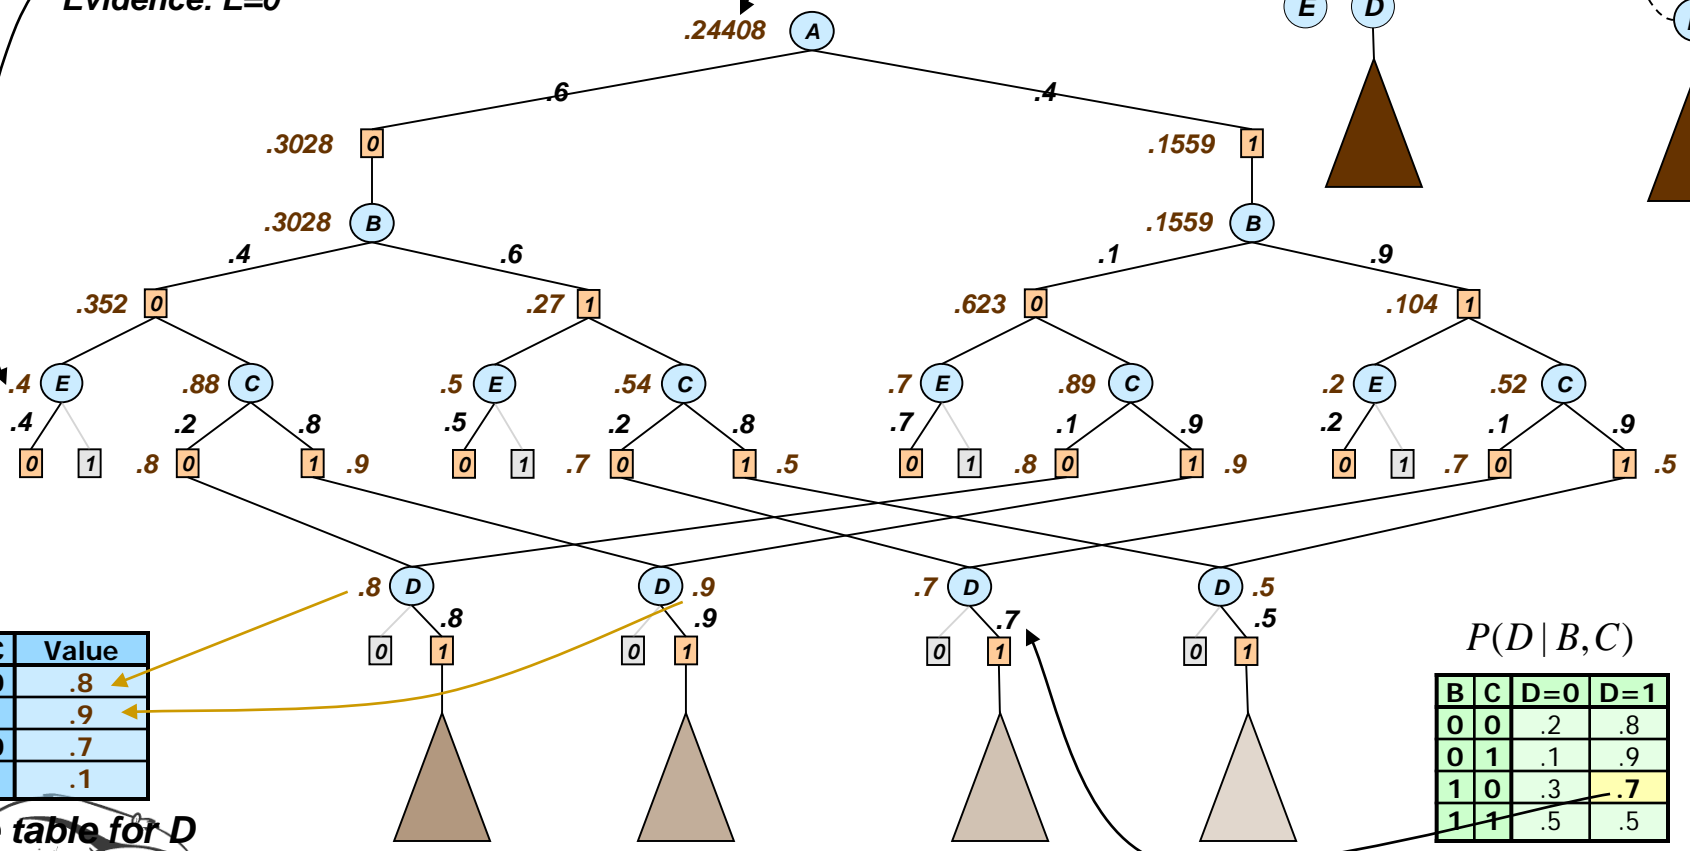 Evidence: E=0
E D
.24408 A
.6 .4
.3028 0 .1559 1
.3028 B .1559 B
.4 .6 .1 .9
.352 0 .27 1 .623 0 .104 1
.4 E .88 C .5 E .54 C .7 E .89 C .2 E .52 C
.4 .2 .8 .5 .2 .8 .7 .1 .9 .2 .1 .9
0 1 .8 0 1 .9 0 1 .7 0 1 .5 0 1 .8 0 1 .9 0 1 .7 0 1 .5
.8 D D .9 .7 D D .5
.8 .9 .7 .5
0 1 0 1 0 1 0 1
C Value
0 .8
.9
0 .7
.1
table for D
P(D | B,C)
B C D=0 D=1
0 0 .2 .8
0 1 .1 .9
1 0 .3 .7
1 1 .5 .5